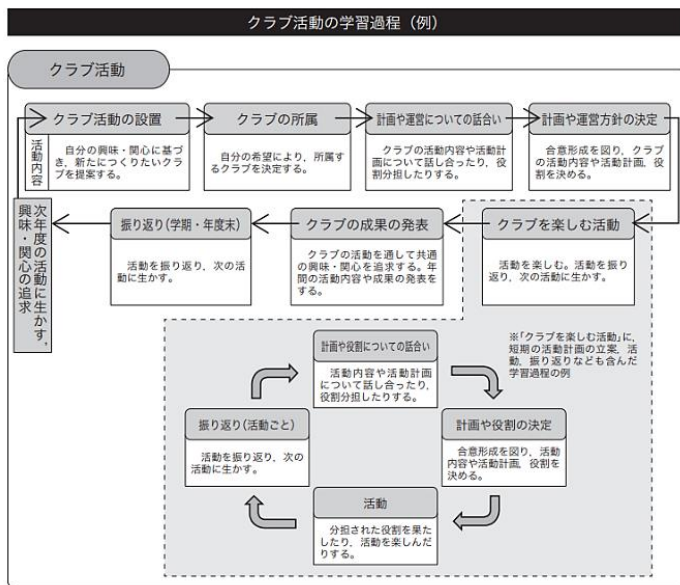 クラブ活動の学習過程（例）
クラブ活動
クラブ活動の設置
活動内容
自分の興味・関心に基づ
き，新たにつくりたいクラ
ブを提案する。
クラブの所属
自分の希望により，所属す
るクラブを決定する。
計画や運営についての話合い
クラブの活動内容や活動計
画について話し合ったり，役
割分担したりする。
計画や運営方針の決定
合意形成を図り，クラブ
の活動内容や活動計画，役
割を決める。
クラブを楽しむ活動
活動を楽しむ。活動を振り
返り，次の活動に生かす。
クラブの成果の発表
クラブの活動を通して共通
の興味・関心を追求する。年
間の活動内容や成果の発表を
する。
振り返り（学期・年度末）
活動を振り返り，次の活
動に生かす。
次年度の活動に生かす，
興味・関心の追求
※「クラブを楽しむ活動」に，
短期の活動計画の立案，活
動，振り返りなども含んだ
学習過程の例
計画や役割についての話合い
活動内容や活動計画
について話し合ったり，
役割分担したりする。
計画や役割の決定
合意形成を図り，活動
内容や活動計画，役割を
決める。
活動
分担された役割を果た
したり，活動を楽しんだ
りする。
振り返り（活動ごと）
活動を振り返り，次の
活動に生かす。